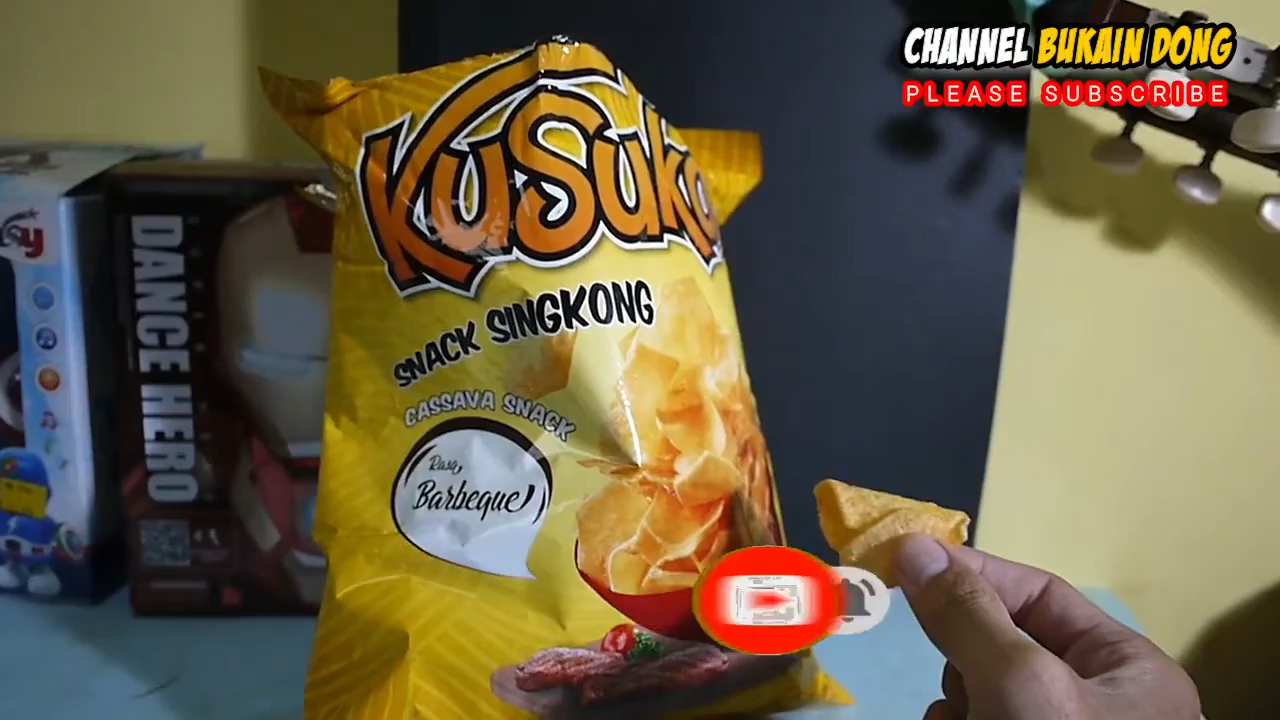 CHANNEL BUKAIN DONG
PLEASE SUBSCRIBE
KuSuka
SNACK SINGKONG
CASSAVA SNACK
Rasa
Barbeque
DANCE HERO